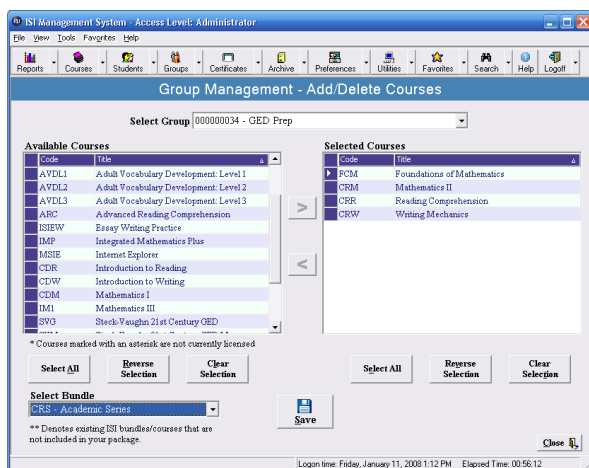 ISI Management System - Access Level: Administrator
File View Tools Favorites Help
Reports Courses Students Groups Certificates Archive Preferences Utilities Favorites Search Help Logoff
Group Management - Add/Delete Courses
Select Group 000000034 - GED Prep
Available Courses
Code Title
AVDL1 Adult Vocabulary Development: Level 1
AVDL2 Adult Vocabulary Development: Level 2
AVDL3 Adult Vocabulary Development: Level 3
ARC Advanced Reading Comprehension
ISIEW Essay Writing Practice
IMP Integrated Mathematics Plus
MSIE Internet Explorer
CDR Introduction to Reading
CDW Introduction to Writing
CDM Mathematics I
IM1 Mathematics III
SVG Steck-Vaughn 21st Century GED
* Courses marked with an asterisk are not currently licensed
Select All
Reverse Selection
Clear Selection
Select Bundle
CRS - Academic Series
** Denotes existing ISI bundles/courses that are
not included in your package.
>
<
Save
Selected Courses
Code Title
FCM Foundations of Mathematics
CRM Mathematics II
CRR Reading Comprehension
CRW Writing Mechanics
Select All
Reverse Selection
Clear Selection
Close
Logon time: Friday, January 11, 2008 1:12 PM Elapsed Time: 00:56:12